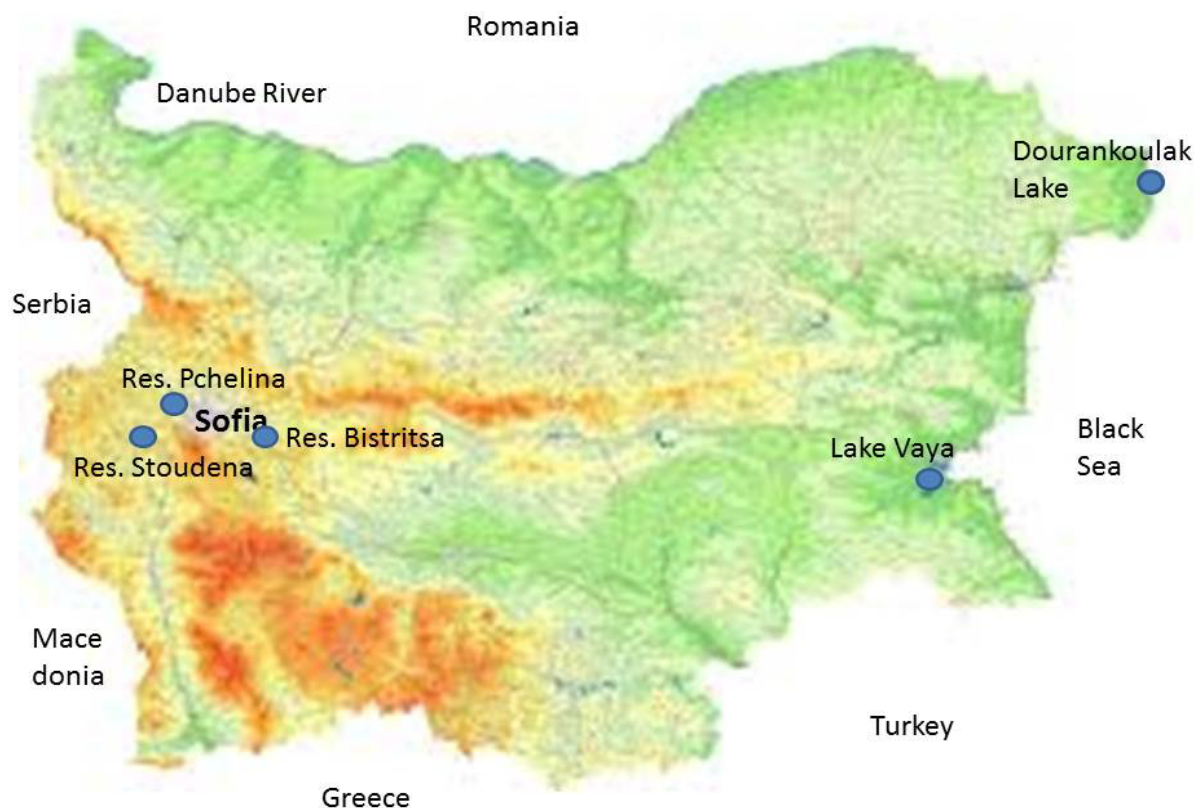 Romania
Danube River
Dourankoulak
Lake
Serbia
Res. Pchelina
Sofia
Res. Bistritsa
Res. Stoudena
Lake Vaya
Black
Sea
Mace
donia
Turkey
Greece